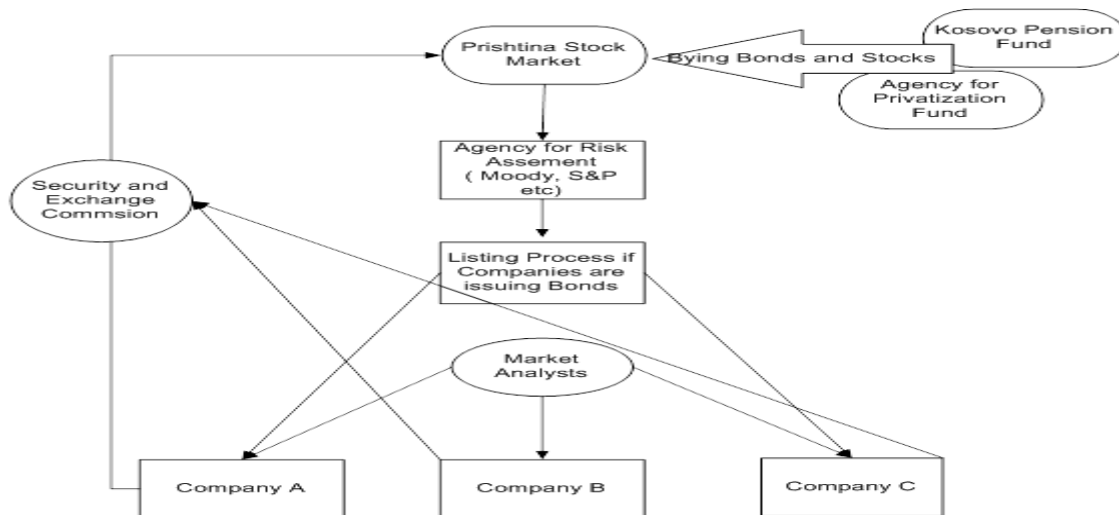 Prishtina Stock
Market
Bying Bonds and Stocks
Kosovo Pension
Fund
Agency for
Privatization
Fund
Agency for Risk
Assement
( Moody, S&P
etc)
Security and
Exchange
Commsion
Listing Process if
Companies are
issuing Bonds
Market
Analysts
Company A
Company B
Company C